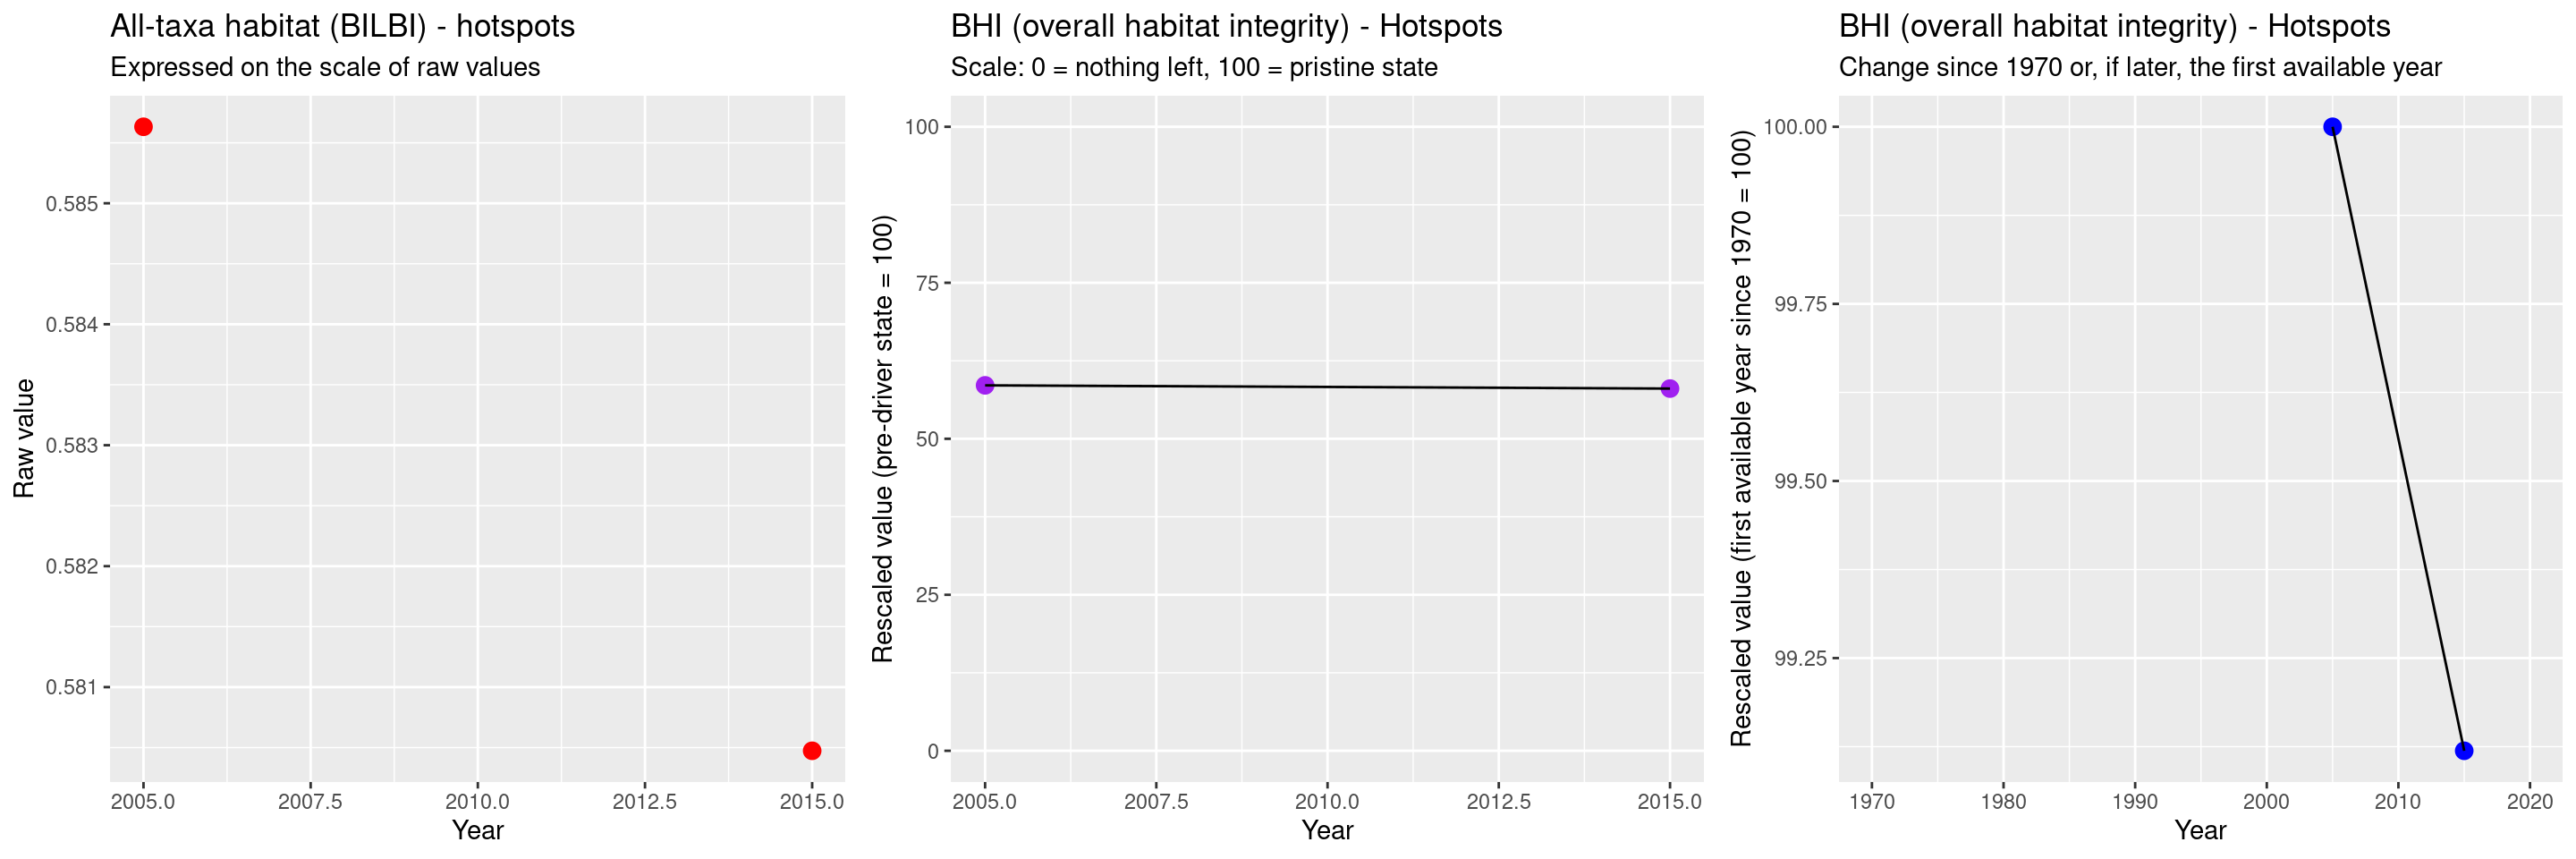 All-taxa habitat (BILBI) - hotspots
Expressed on the scale of raw values
Raw value
0.585
0.584
0.583
0.582
0.581
2005.0 2007.5 2010.0 2012.5 2015.0
Year
BHI (overall habitat integrity) - Hotspots
Scale: 0 = nothing left, 100 = pristine state
Rescaled value (pre-driver state = 100)
100
75
50
25
0
2005.0 2007.5 2010.0 2012.5 2015.0
Year
BHI (overall habitat integrity) - Hotspots
Change since 1970 or, if later, the first available year
Rescaled value (first available year since 1970 = 100)
100.00
99.75
99.50
99.25
1970 1980 1990 2000 2010 2020
Year